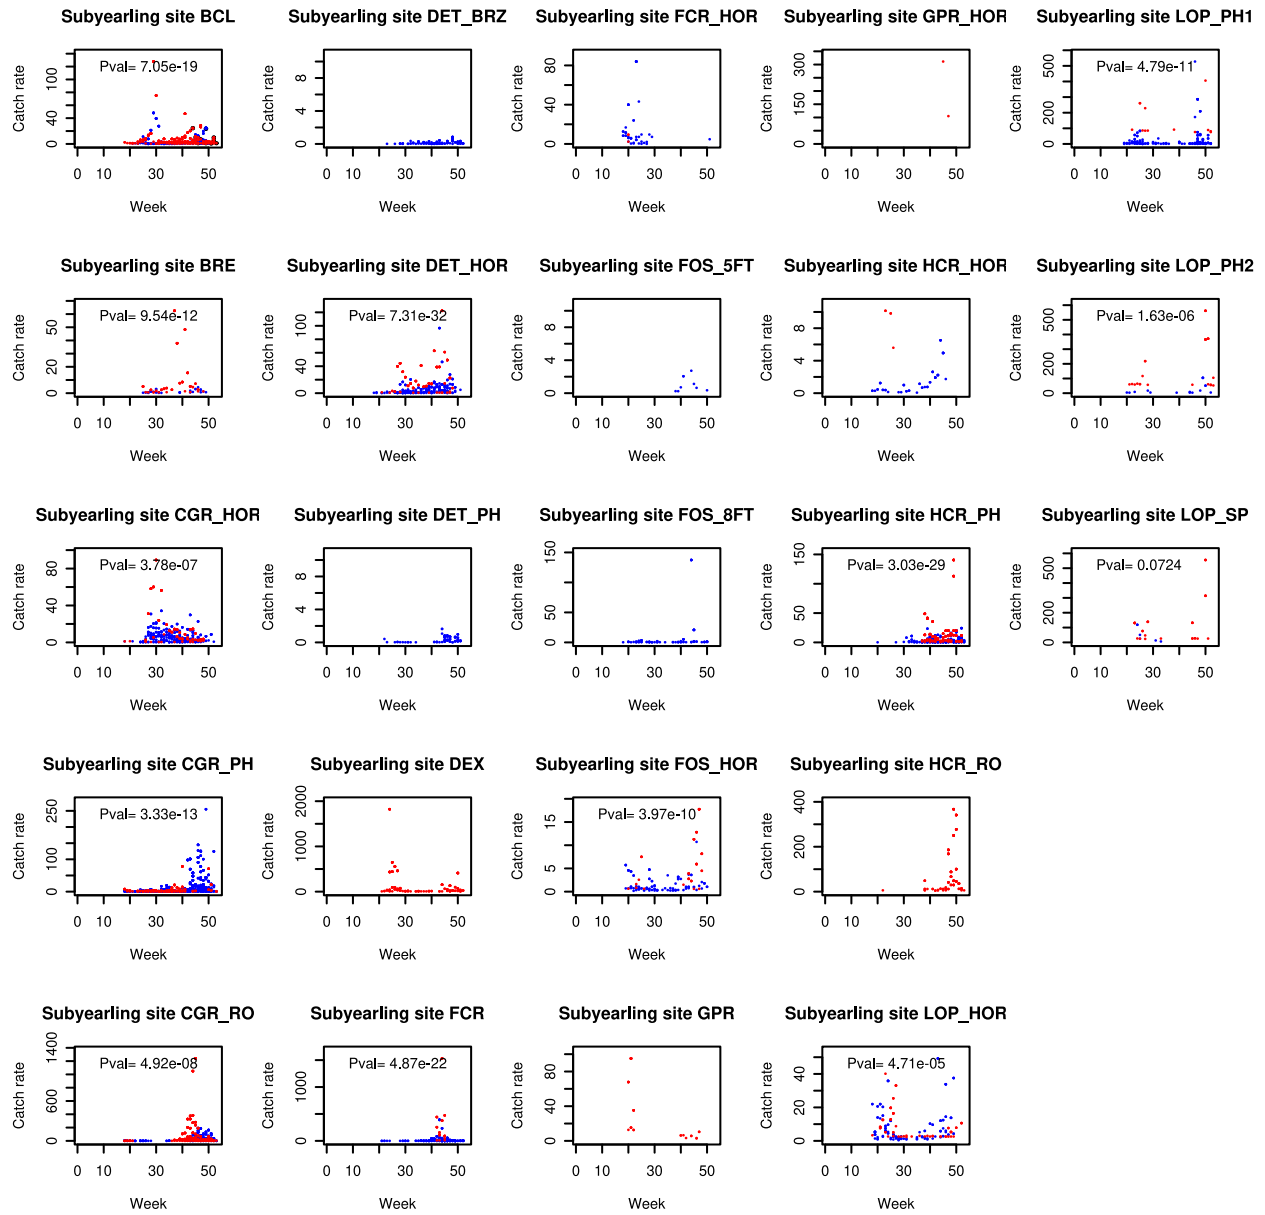 Subyearling site BCL
Pval= 7.05e-19
Catch rate
0 40 100
0 10 30 50
Week
Subyearling site DET_BRZ
Catch rate
0 4 8
0 10 30 50
Week
Subyearling site FCR_HOR
Catch rate
0 40 80
0 10 30 50
Week
Subyearling site GPR_HOR
Catch rate
0 150 300
0 10 30 50
Week
Subyearling site LOP_PH1
Pval= 4.79e-11
Catch rate
0 200 500
0 10 30 50
Week
Subyearling site BRE
Pval= 9.54e-12
Catch rate
0 20 50
0 10 30 50
Week
Subyearling site DET_HOR
Pval= 7.31e-32
Catch rate
0 40 120
0 10 30 50
Week
Subyearling site FOS_5FT
Catch rate
0 4 8
0 10 30 50
Week
Subyearling site HCR_HOR
Catch rate
0 4 8
0 10 30 50
Week
Subyearling site LOP_PH2
Pval= 1.63e-06
Catch rate
0 200 500
0 10 30 50
Week
Subyearling site CGR_HOR
Pval= 3.78e-07
Catch rate
0 40 80
0 10 30 50
Week
Subyearling site DET_PH
Catch rate
0 4 8
0 10 30 50
Week
Subyearling site FOS_8FT
Catch rate
0 50 150
0 10 30 50
Week
Subyearling site HCR_PH
Pval= 3.03e-29
Catch rate
0 50 150
0 10 30 50
Week
Subyearling site LOP_SP
Pval= 0.0724
Catch rate
0 200 500
0 10 30 50
Week
Subyearling site CGR_PH
Pval= 3.33e-13
Catch rate
0 100 250
0 10 30 50
Week
Subyearling site DEX
Catch rate
0 1000 2000
0 10 30 50
Week
Subyearling site FOS_HOR
Pval= 3.97e-10
Catch rate
0 5 15
0 10 30 50
Week
Subyearling site HCR_RO
Catch rate
0 200 400
0 10 30 50
Week
Subyearling site CGR_RO
Pval= 4.92e-08
Catch rate
0 600 1400
0 10 30 50
Week
Subyearling site FCR
Pval= 4.87e-22
Catch rate
0 1000
0 10 30 50
Week
Subyearling site GPR
Catch rate
0 40 80
0 10 30 50
Week
Subyearling site LOP_HOR
Pval= 4.71e-05
Catch rate
0 20 40
0 10 30 50
Week